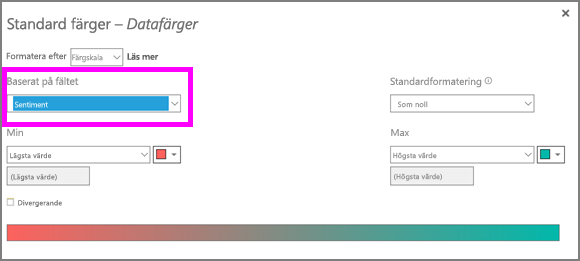 Standard färger – Datafärger
Formatera efter Färgskala Läs mer
Baserat på fältet Standardformatering
Sentiment Som noll
Min Max
Lägsta värde Högsta värde
(Lägsta värde) (Högsta värde)
Divergerande